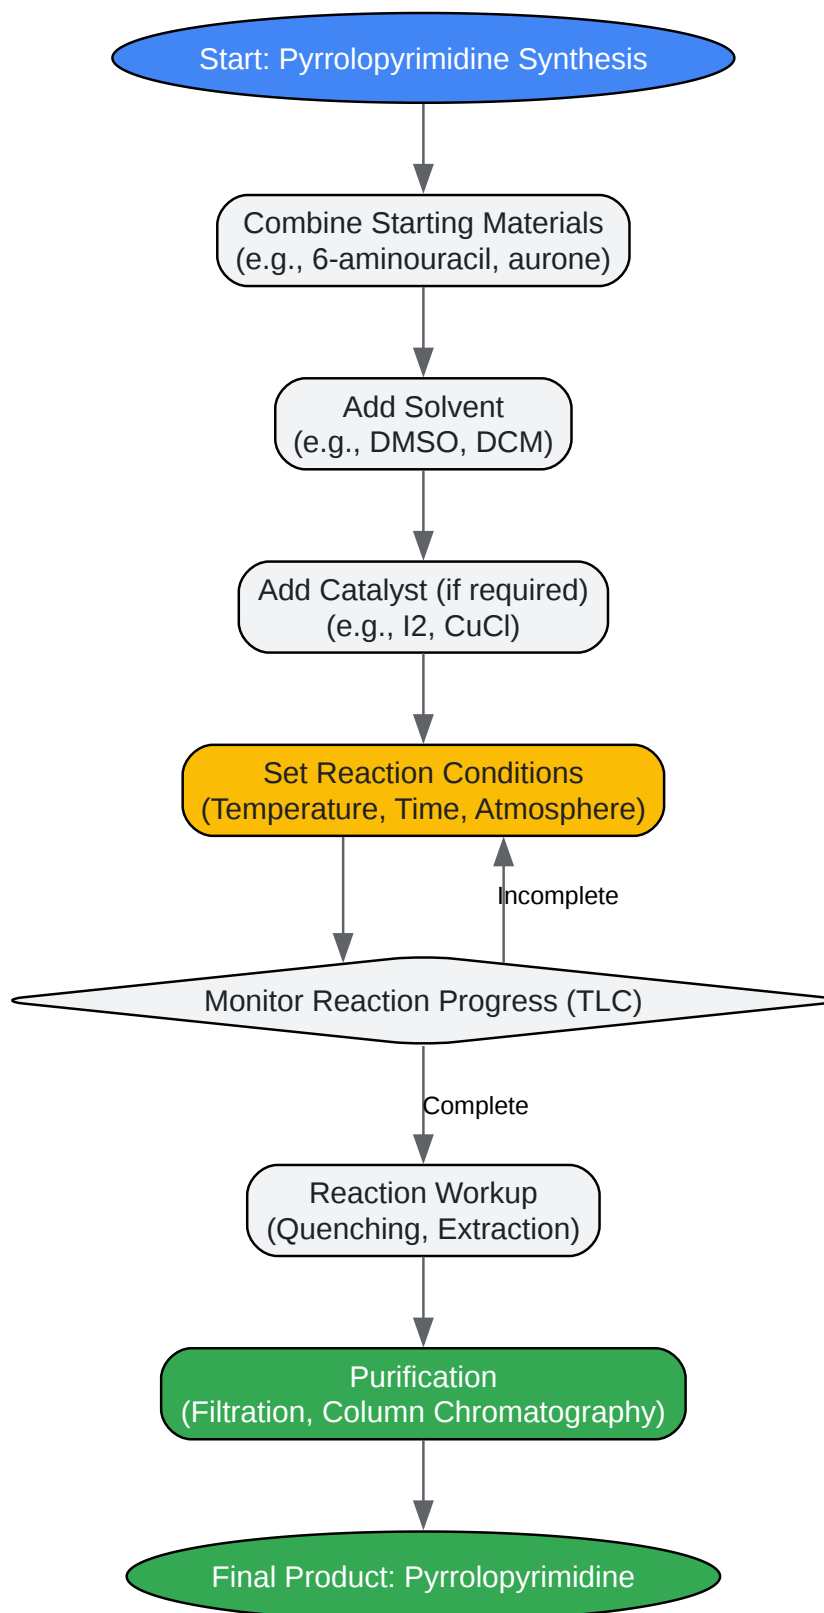 Start: Pyrrolopyrimidine Synthesis
Combine Starting Materials
(e.g., 6-aminouracil, aurone)
Add Solvent
(e.g., DMSO, DCM)
Add Catalyst (if required)
(e.g., I2, CuCl)
Set Reaction Conditions
(Temperature, Time, Atmosphere)
Incomplete
Monitor Reaction Progress (TLC)
Complete
Reaction Workup
(Quenching, Extraction)
Purification
(Filtration, Column Chromatography)
Final Product: Pyrrolopyrimidine